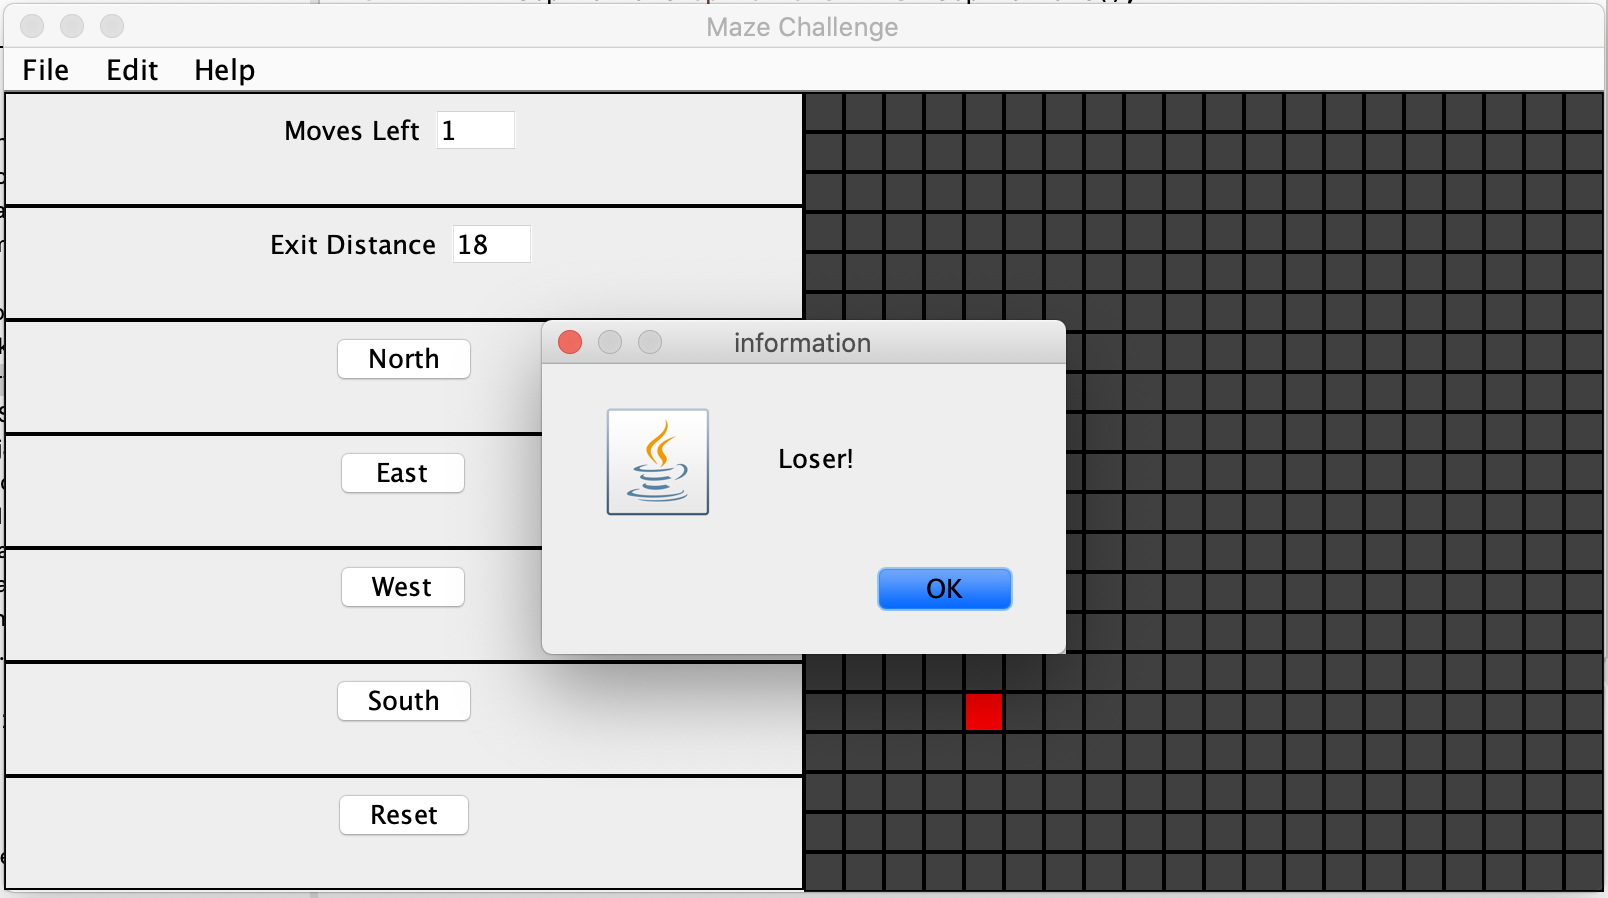 Maze Challenge
File Edit Help
Moves Left 1
Exit Distance 18
North
information
East
Loser!
West
OK
South
Reset